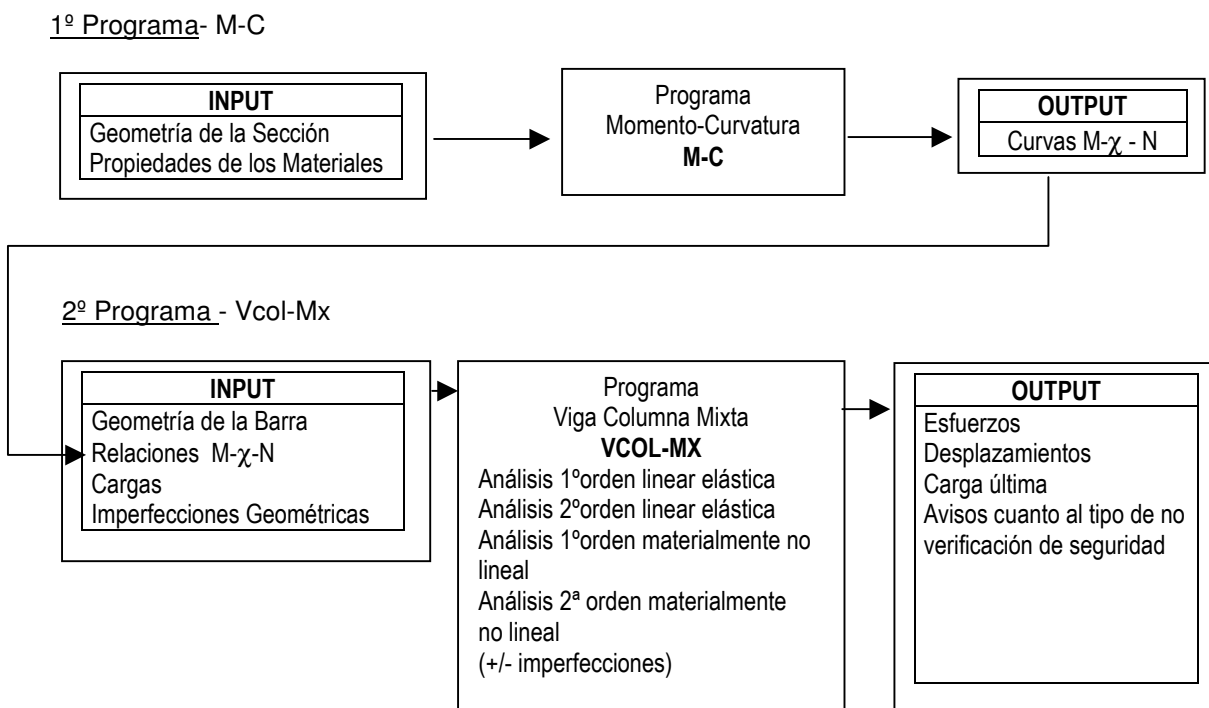 1º Programa- M-C
INPUT
Geometría de la Sección
Propiedades de los Materiales
Programa
Momento-Curvatura
M-C
OUTPUT
Curvas M-χ - N
2º Programa - Vcol-Mx
INPUT
Geometría de la Barra
Relaciones M-χ-N
Cargas
Imperfecciones Geométricas
Programa
Viga Columna Mixta
VCOL-MX
Análisis 1ºorden linear elástica
Análisis 2ºorden linear elástica
Análisis 1ºorden materialmente no
lineal
Análisis 2ª orden materialmente
no lineal
(+/- imperfecciones)
OUTPUT
Esfuerzos
Desplazamientos
Carga última
Avisos cuanto al tipo de no
verificación de seguridad